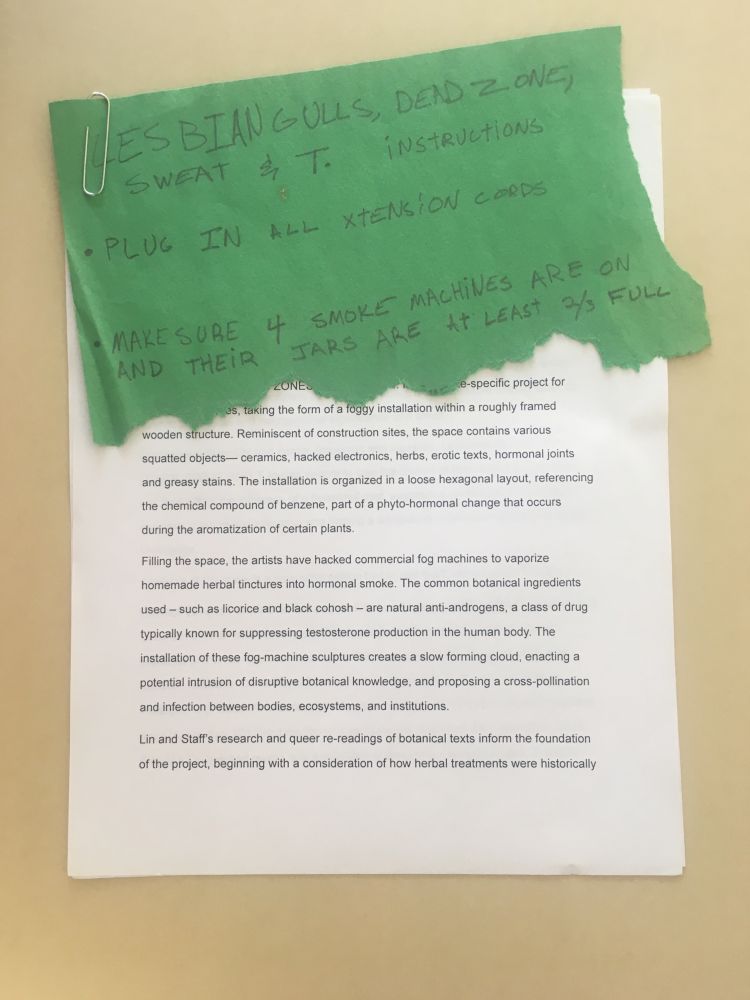 LESBIAN GULLS, DEAD ZONE,
SWEAT & T. INSTRUCTIONS
• PLUG IN ALL XTENSION CORDS
• MAKE SURE 4 SMOKE MACHINES ARE ON
AND THEIR JARS ARE AT LEAST 2/3 FULL
ZONES e-specific project for
es, taking the form of a foggy installation within a roughly framed
wooden structure. Reminiscent of construction sites, the space contains various
squatted objects— ceramics, hacked electronics, herbs, erotic texts, hormonal joints
and greasy stains. The installation is organized in a loose hexagonal layout, referencing
the chemical compound of benzene, part of a phyto-hormonal change that occurs
during the aromatization of certain plants.
Filling the space, the artists have hacked commercial fog machines to vaporize
homemade herbal tinctures into hormonal smoke. The common botanical ingredients
used – such as licorice and black cohosh – are natural anti-androgens, a class of drug
typically known for suppressing testosterone production in the human body. The
installation of these fog-machine sculptures creates a slow forming cloud, enacting a
potential intrusion of disruptive botanical knowledge, and proposing a cross-pollination
and infection between bodies, ecosystems, and institutions.
Lin and Staff's research and queer re-readings of botanical texts inform the foundation
of the project, beginning with a consideration of how herbal treatments were historically